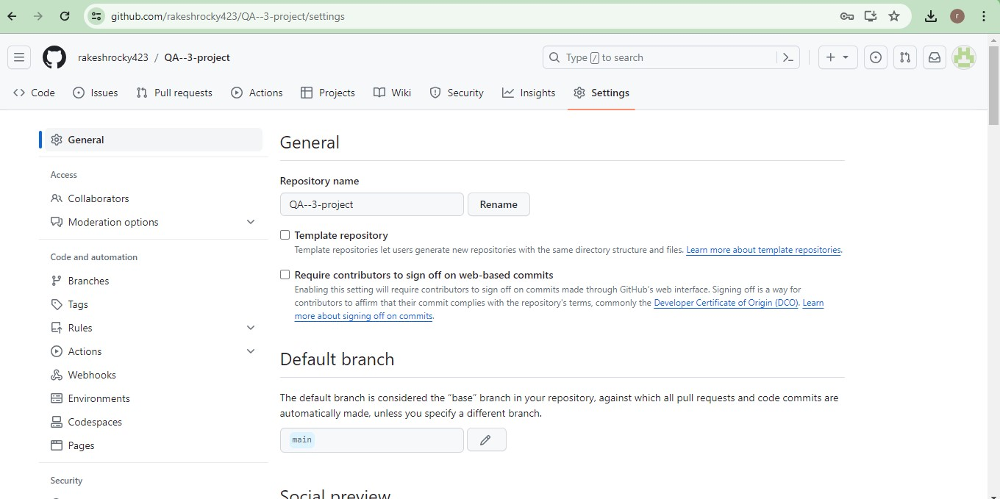 github.com/rakeshrocky423/QA--3-project/settings
r
rakeshrocky423 / QA--3-project
Type / to search
Code Issues Pull requests Actions Projects Wiki Security Insights Settings
General
Access
Collaborators
Moderation options
Code and automation
Branches
Tags
Rules
Actions
Webhooks
Environments
Codespaces
Pages
Security
General
Repository name
QA--3-project Rename
Template repository
Template repositories let users generate new repositories with the same directory structure and files. Learn more about template repositories.
Require contributors to sign off on web-based commits
Enabling this setting will require contributors to sign off on commits made through GitHub's web interface. Signing off is a way for
contributors to affirm that their commit complies with the repository's terms, commonly the Developer Certificate of Origin (DCO). Learn
more about signing off on commits.
Default branch
The default branch is considered the “base” branch in your repository, against which all pull requests and code commits are
automatically made, unless you specify a different branch.
main
Social preview